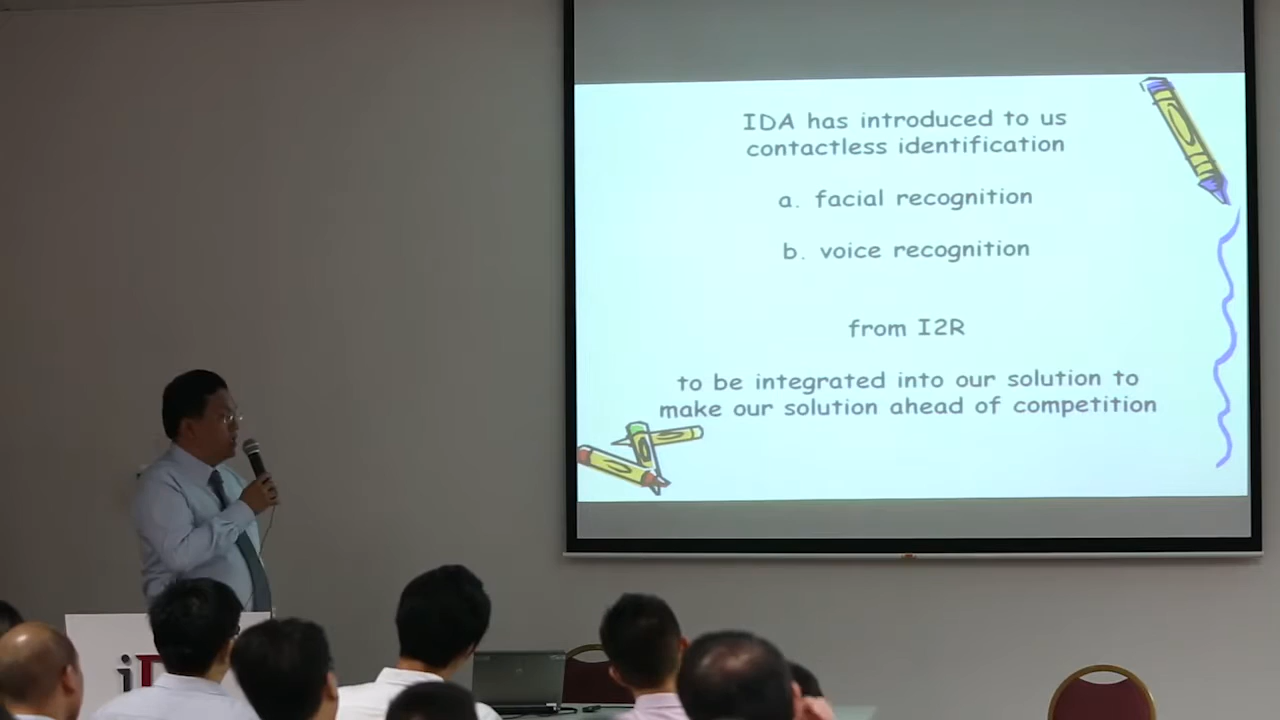 IDA has introduced to us
contactless identification
a. facial recognition
b. voice recognition
from I2R
to be integrated into our solution to
make our solution ahead of competition